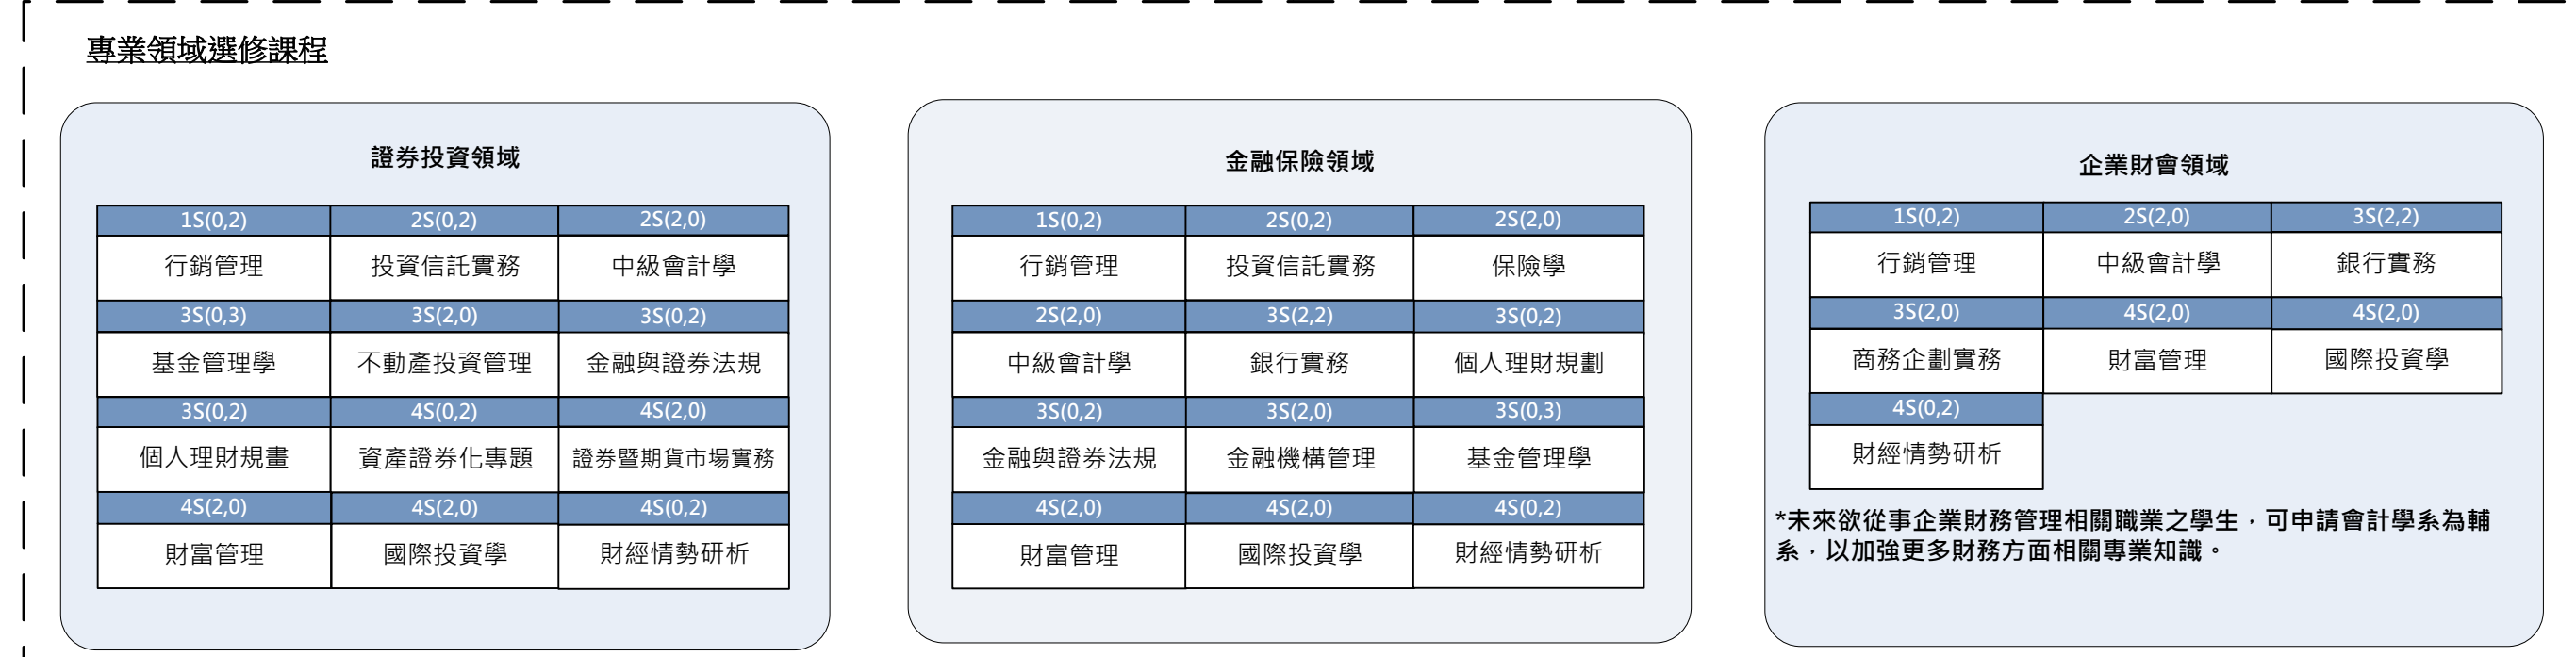 專業領域選修課程
證券投資領域
1S(0,2) 2S(0,2) 2S(2,0)
行銷管理 投資信託實務 中級會計學
3S(0,3) 3S(2,0) 3S(0,2)
基金管理學 不動產投資管理 金融與證券法規
3S(0,2) 4S(0,2) 4S(2,0)
個人理財規畫 資產證券化專題 證券暨期貨市場實務
4S(2,0) 4S(2,0) 4S(0,2)
財富管理 國際投資學 財經情勢研析
金融保險領域
1S(0,2) 2S(0,2) 2S(2,0)
行銷管理 投資信託實務 保險學
2S(2,0) 3S(2,2) 3S(0,2)
中級會計學 銀行實務 個人理財規劃
3S(0,2) 3S(2,0) 3S(0,3)
金融與證券法規 金融機構管理 基金管理學
4S(2,0) 4S(2,0) 4S(0,2)
財富管理 國際投資學 財經情勢研析
企業財會領域
1S(0,2) 2S(2,0) 3S(2,2)
行銷管理 中級會計學 銀行實務
3S(2,0) 4S(2,0) 4S(2,0)
商務企劃實務 財富管理 國際投資學
4S(0,2)
財經情勢研析
*未來欲從事企業財務管理相關職業之學生，可申請會計學系為輔
系，以加強更多財務方面相關專業知識。